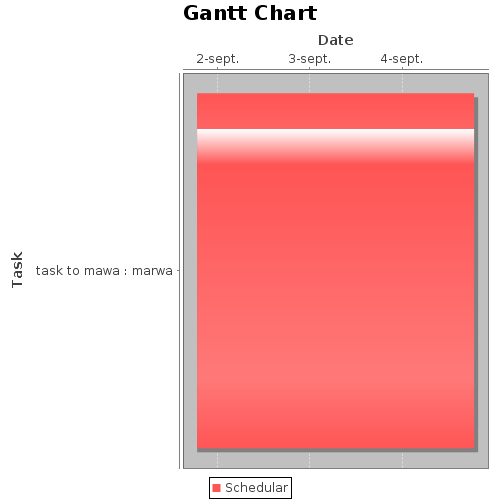 Gantt Chart
Date
2-sept.
3-sept.
4-sept.
Task
task to mawa : marwa
Schedular